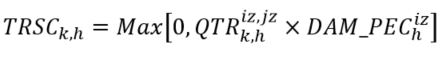 TRSC_{k,h} = Max[0, QTR_{k,h}^{iz,jz} × DAM_PEC_h^{iz}]